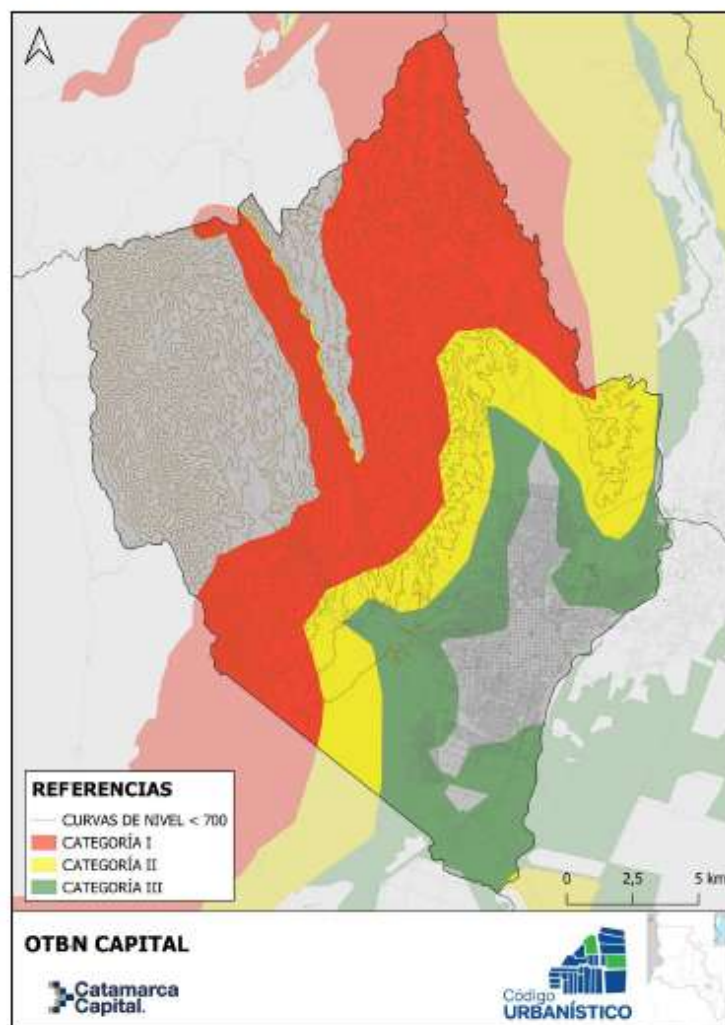 REFERENCIAS
CURVAS DE NIVEL < 700
CATEGORÍA I
CATEGORÍA II
CATEGORÍA III
0 2,5 5 km
OTBN CAPITAL
Catamarca
Capital.
Código
URBANÍSTICO